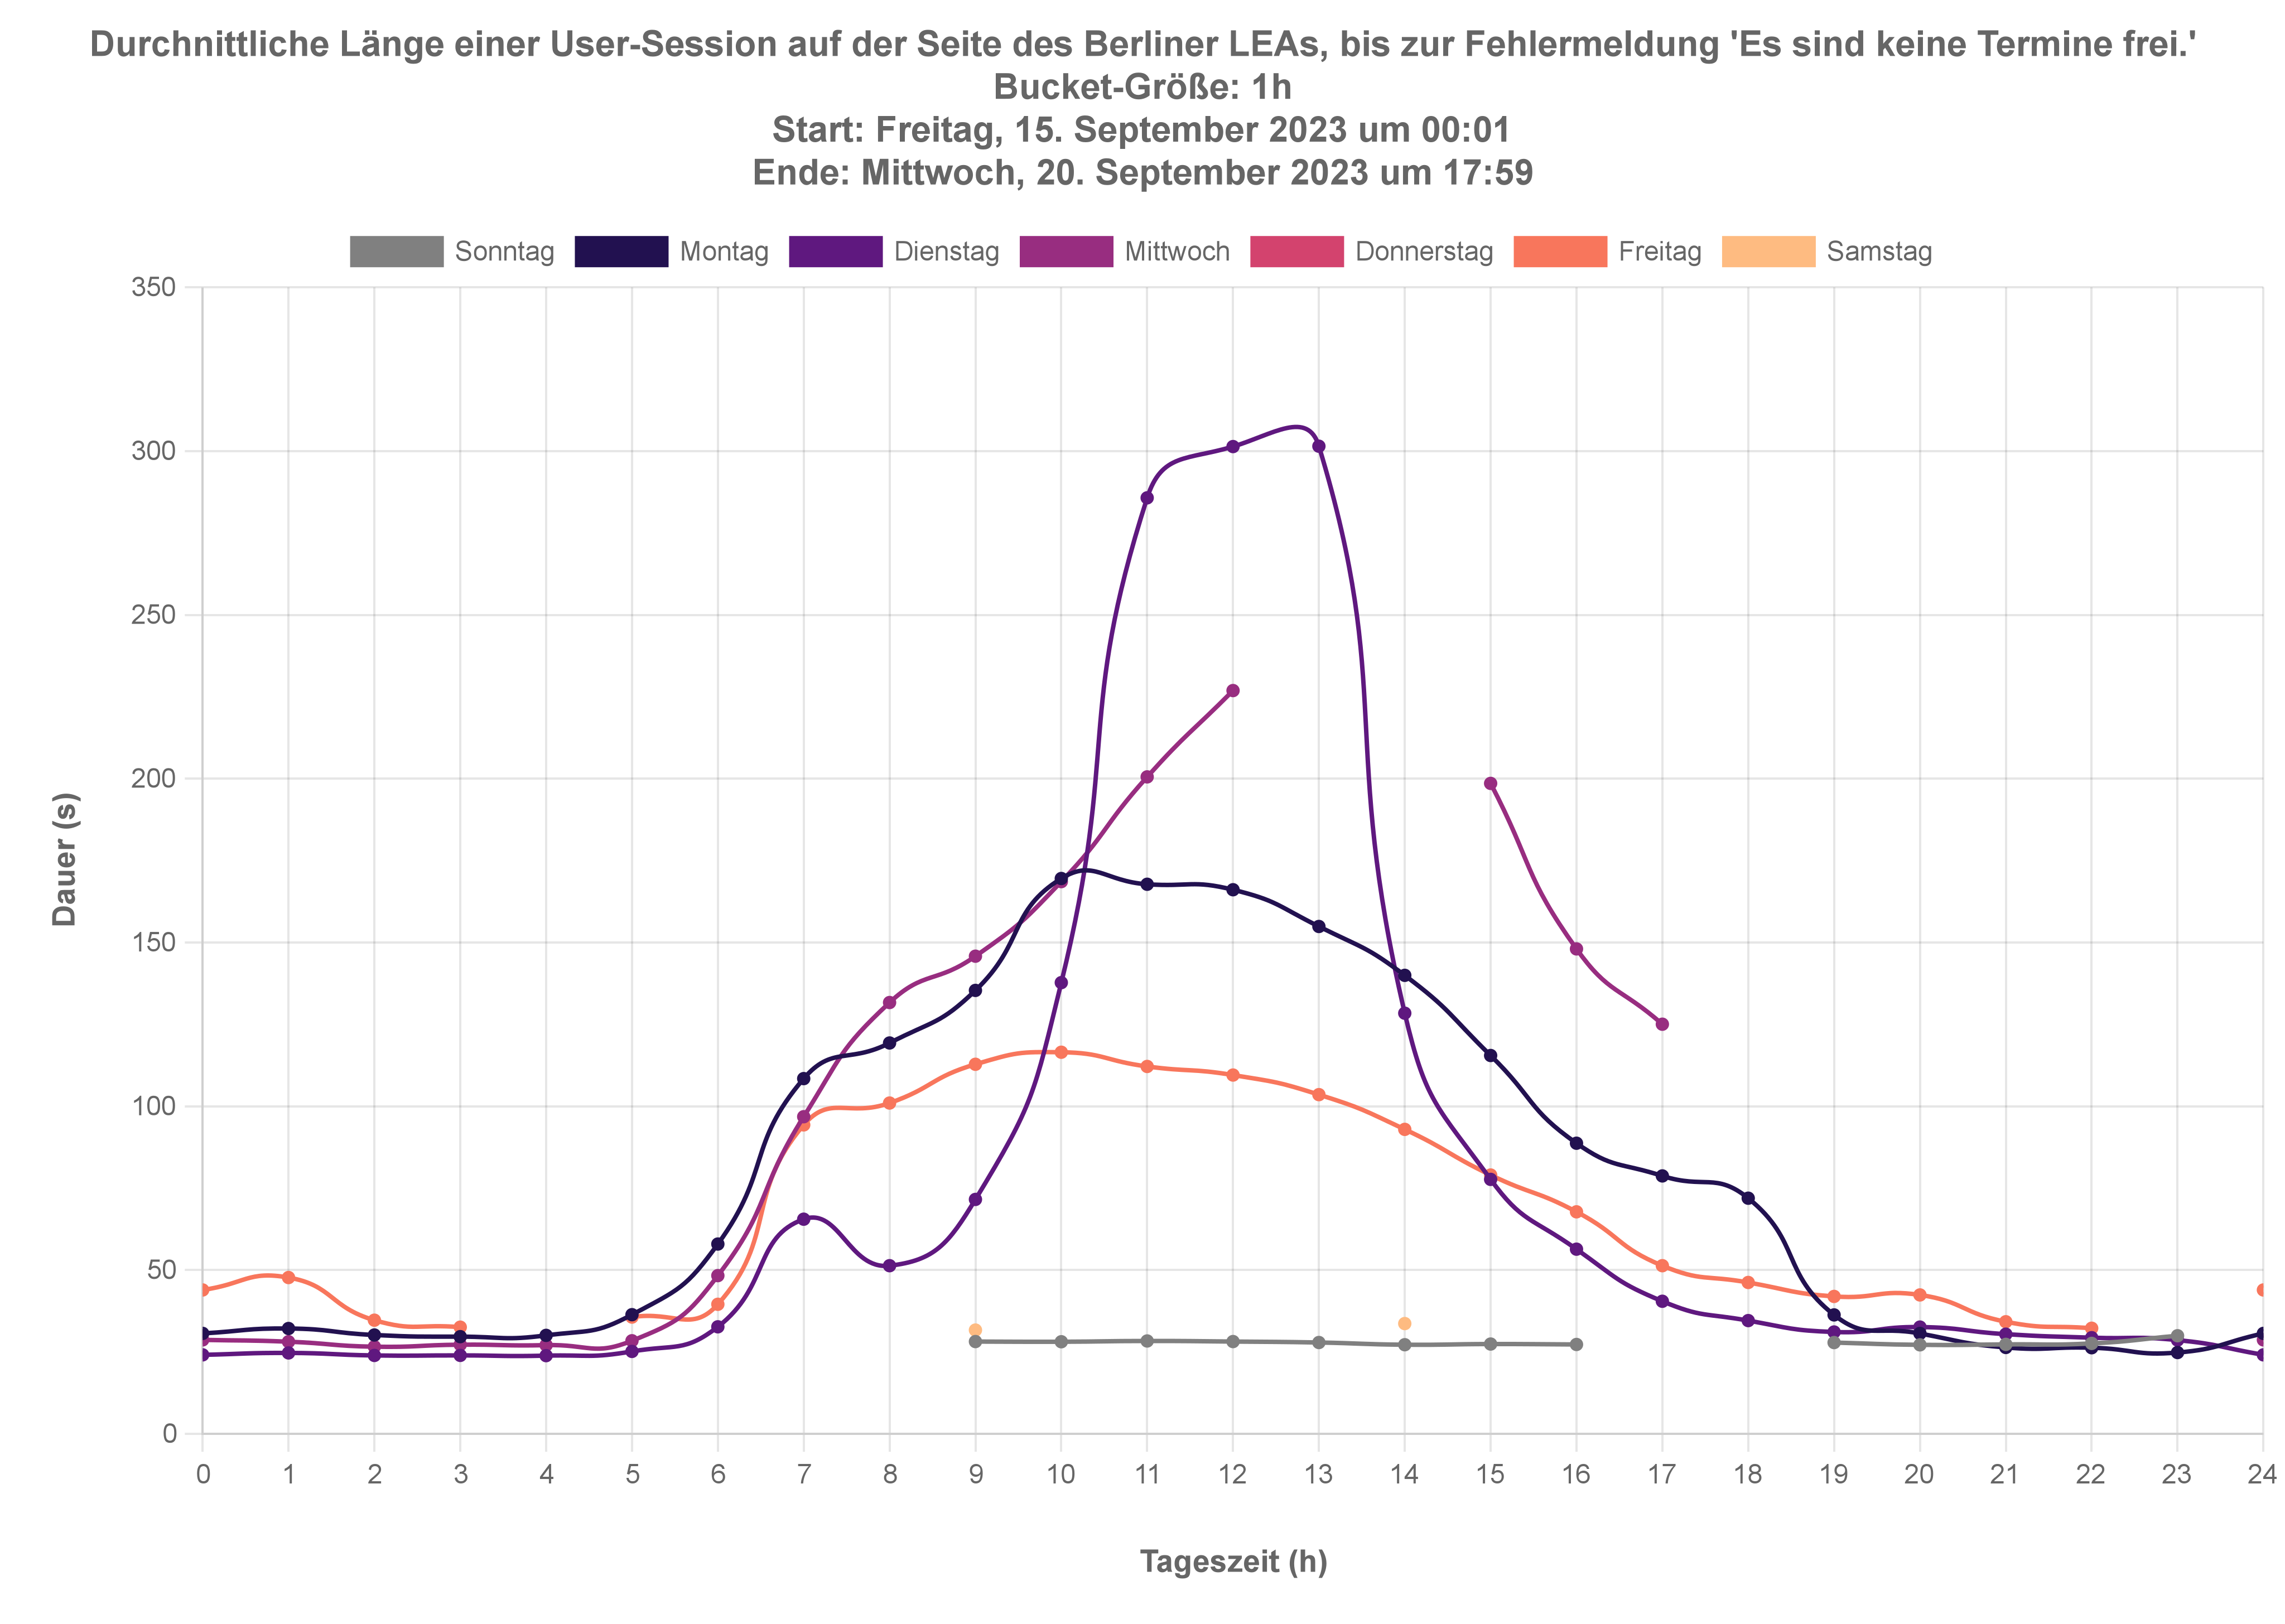 Durchnittliche Länge einer User-Session auf der Seite des Berliner LEAs, bis zur Fehlermeldung 'Es sind keine Termine frei.'
Bucket-Größe: 1h
Start: Freitag, 15. September 2023 um 00:01
Ende: Mittwoch, 20. September 2023 um 17:59
Sonntag Montag Dienstag Mittwoch Donnerstag Freitag Samstag
350
300
250
200
150
100
50
0
Dauer (s)
0 1 2 3 4 5 6 7 8 9 10 11 12 13 14 15 16 17 18 19 20 21 22 23 24
Tageszeit (h)